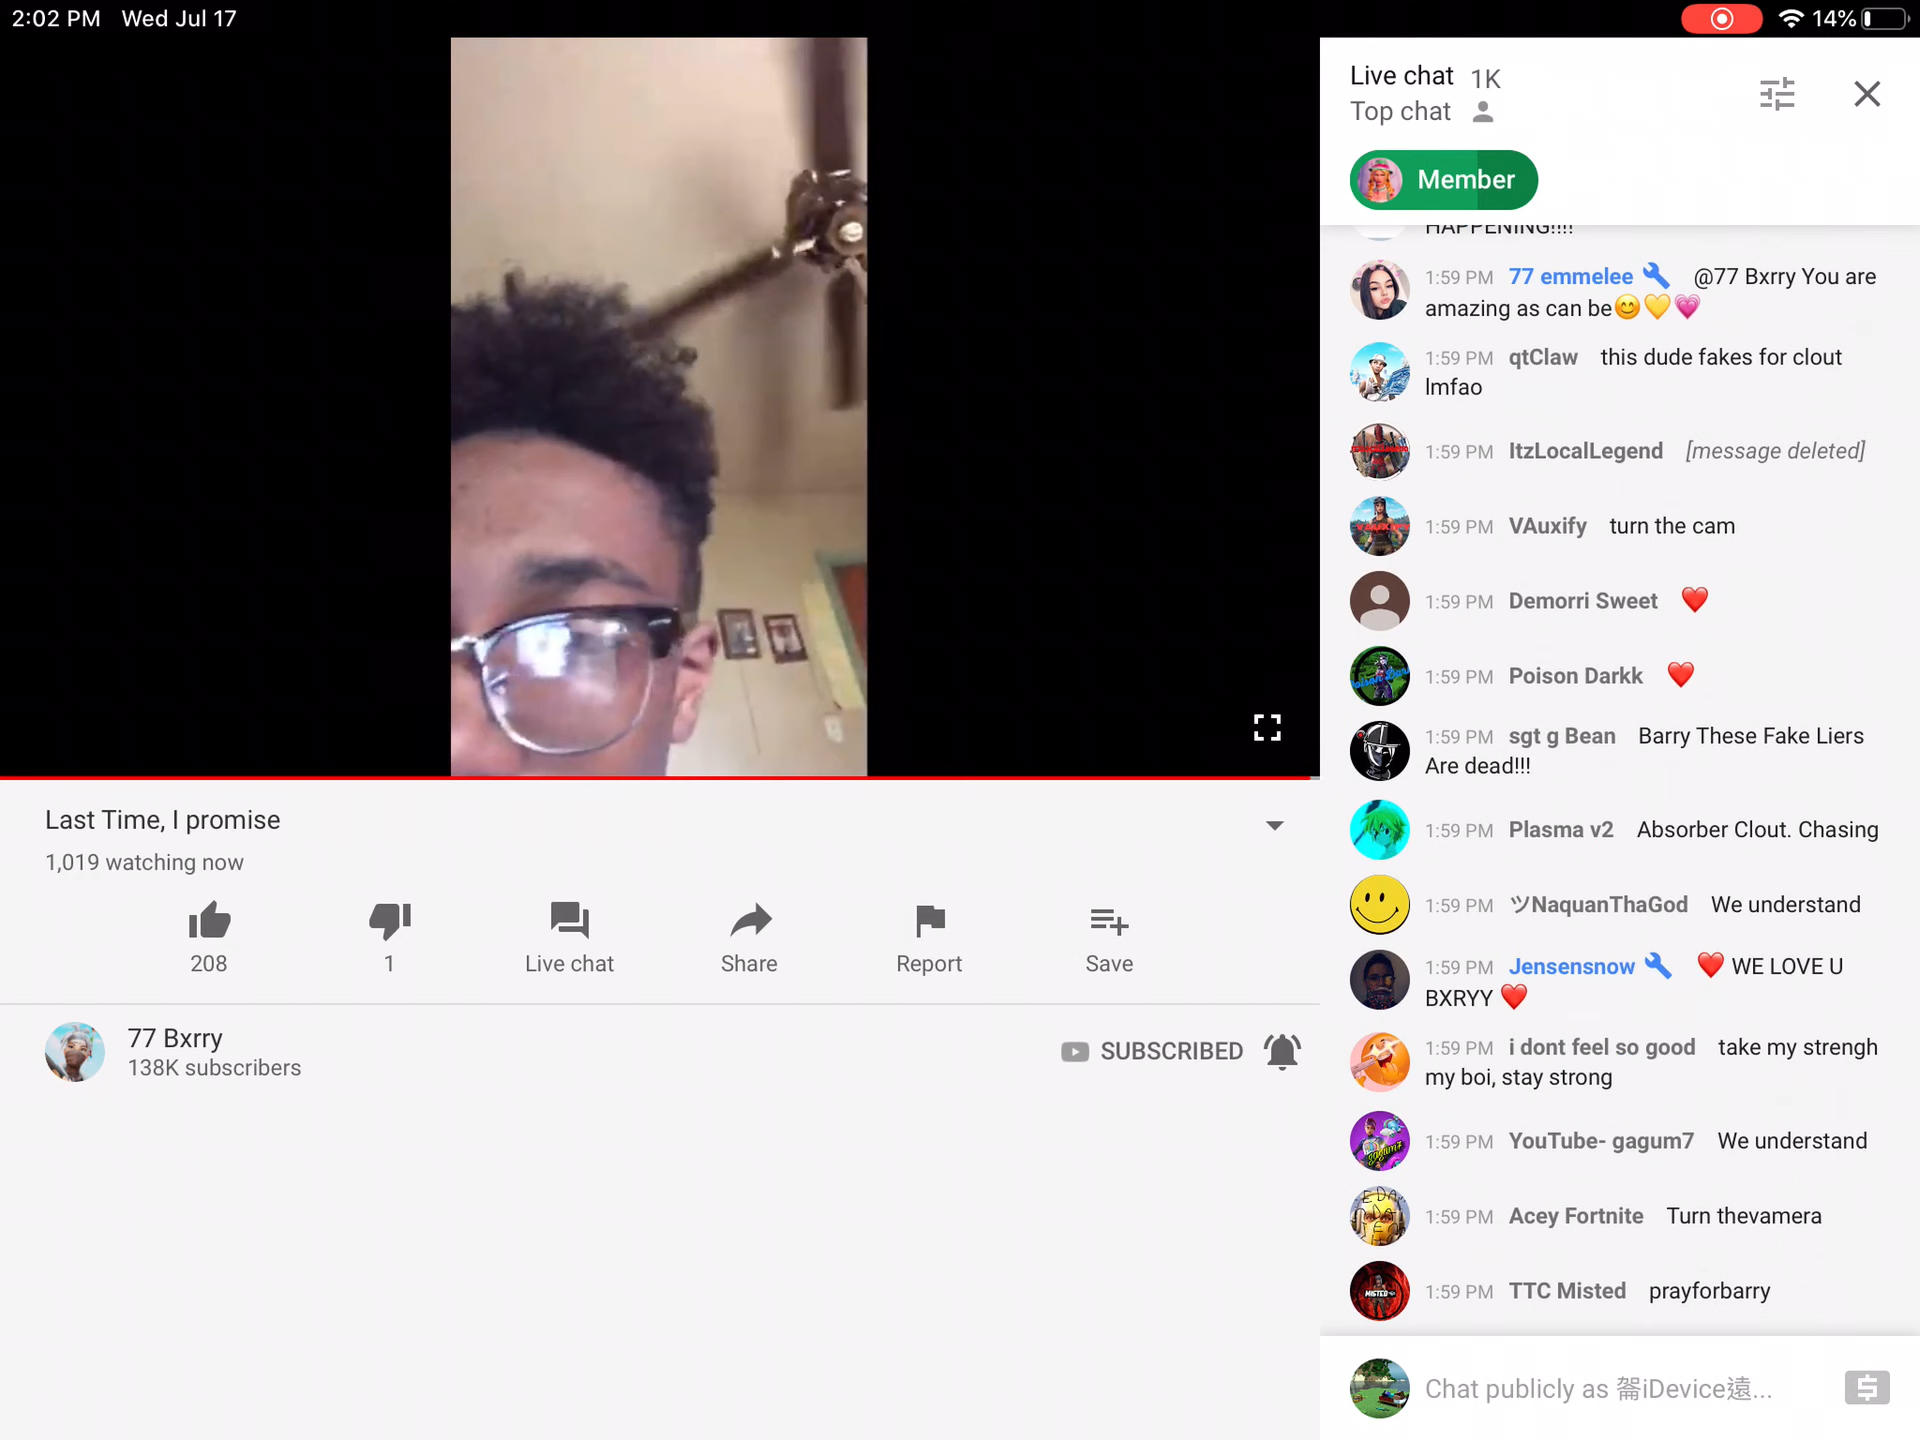 2:02 PM Wed Jul 17
14%
Last Time, I promise
1,019 watching now
208
1
Live chat
Share
Report
Save
77 Bxrry
138K subscribers
SUBSCRIBED
Live chat 1K
Top chat
Member
HAPPENING!!!!
1:59 PM 77 emmelee @77 Bxrry You are
amazing as can be😊💛💗
1:59 PM qtClaw this dude fakes for clout
lmfao
1:59 PM ItzLocalLegend [message deleted]
1:59 PM VAuxify turn the cam
1:59 PM Demorri Sweet ❤️
1:59 PM Poison Darkk ❤️
1:59 PM sgt g Bean Barry These Fake Liers
Are dead!!!
1:59 PM Plasma v2 Absorber Clout. Chasing
1:59 PM ツNaquanThaGod We understand
1:59 PM Jensensnow ❤️ WE LOVE U
BXRYY ❤️
1:59 PM i dont feel so good take my strengh
my boi, stay strong
1:59 PM YouTube- gagum7 We understand
1:59 PM Acey Fortnite Turn thevamera
1:59 PM TTC Misted prayforbarry
MISTED
Chat publicly as 䈎iDevice遠...